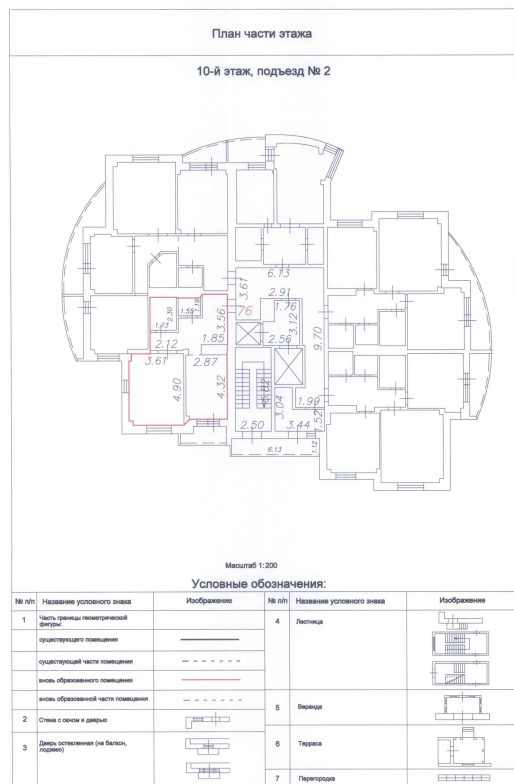 План части этажа
10-й этаж, подъезд № 2
6.13
3.61
2.91
1.76
76
3.12
9.70
2.56
1.19
2.30
1.55
3.56
1.73
2.12
1.85
3.61
2.87
4.90
4.32
3.04
1.99
1.52
2.50
3.44
6.13
1.12
Масштаб 1:200
Условные обозначения:
№ п/п Название условного знака Изображение № п/п Название условного знака Изображение
1 Часть границы геометрической фигуры: 4 Лестница
существующего помещения
существующей части помещения
вновь образованного помещения
вновь образованной части помещения 5 Веранда
2 Стена с окном и дверью
3 Дверь остекленная (на балкон, лоджию) 6 Терраса
7 Перегородка